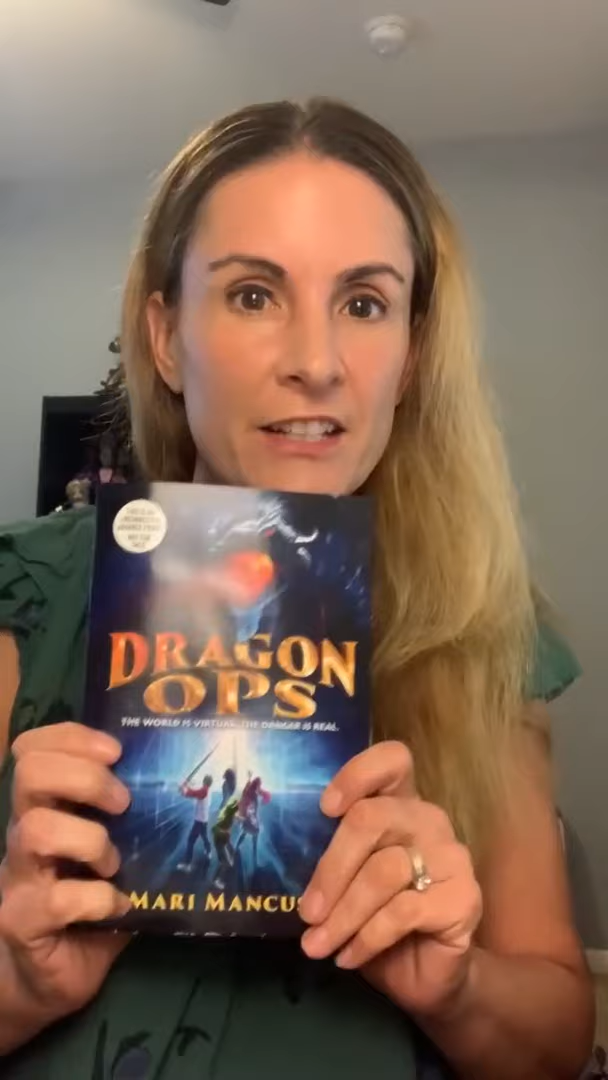 DRAGON
OPS
THE WORLD IS VIRTUAL. THE DANGER IS REAL.
MARI MANCUS